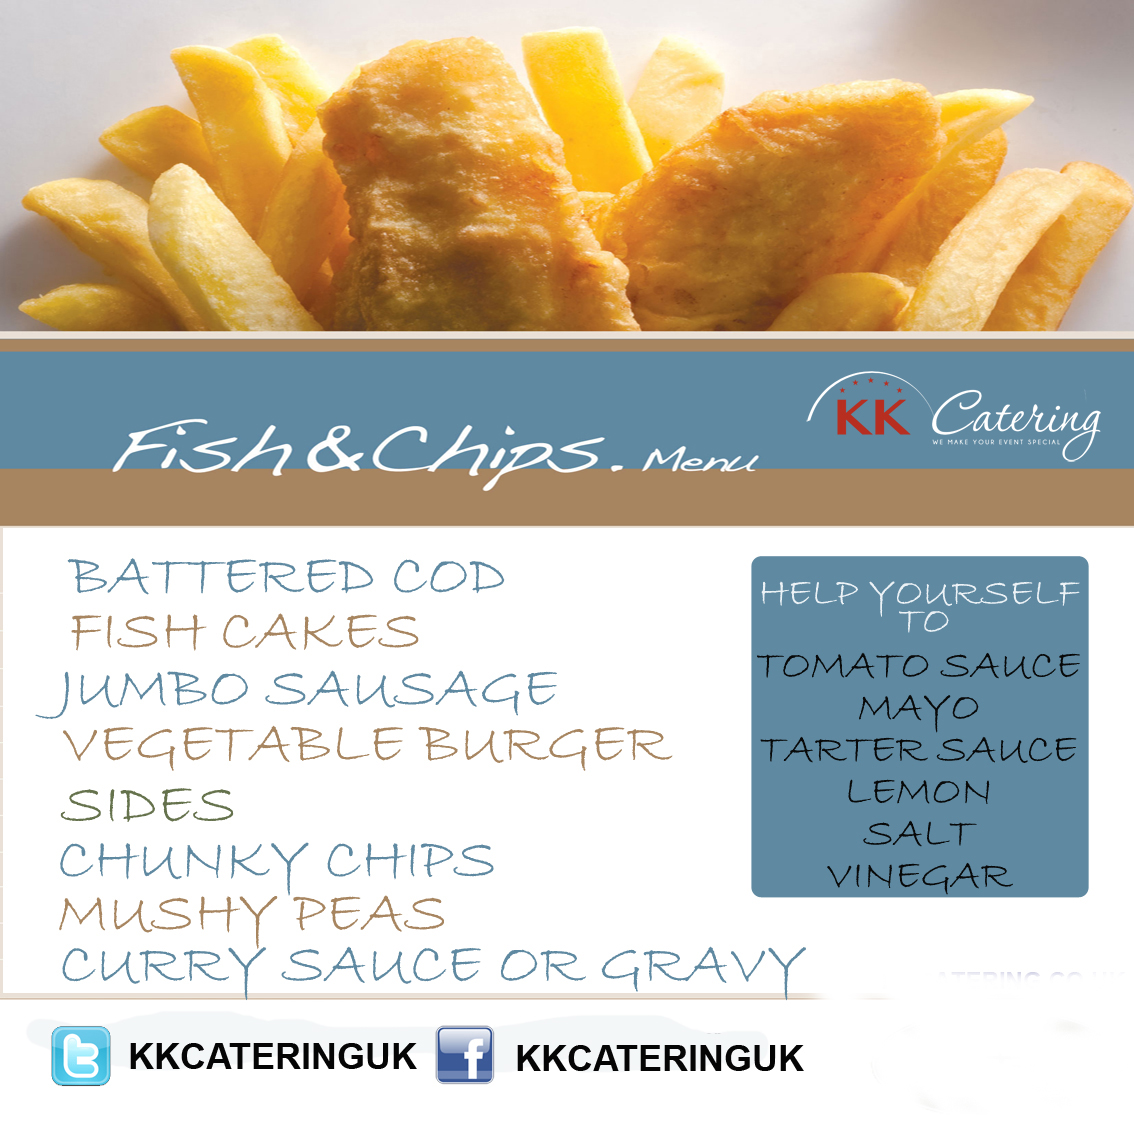 KK Catering
WE MAKE YOUR EVENT SPECIAL
Fish & Chips. Menu
BATTERED COD
FISH CAKES
JUMBO SAUSAGE
VEGETABLE BURGER
SIDES
CHUNKY CHIPS
MUSHY PEAS
CURRY SAUCE OR GRAVY
HELP YOURSELF
TO
TOMATO SAUCE
MAYO
TARTER SAUCE
LEMON
SALT
VINEGAR
KKCATERINGUK
KKCATERINGUK